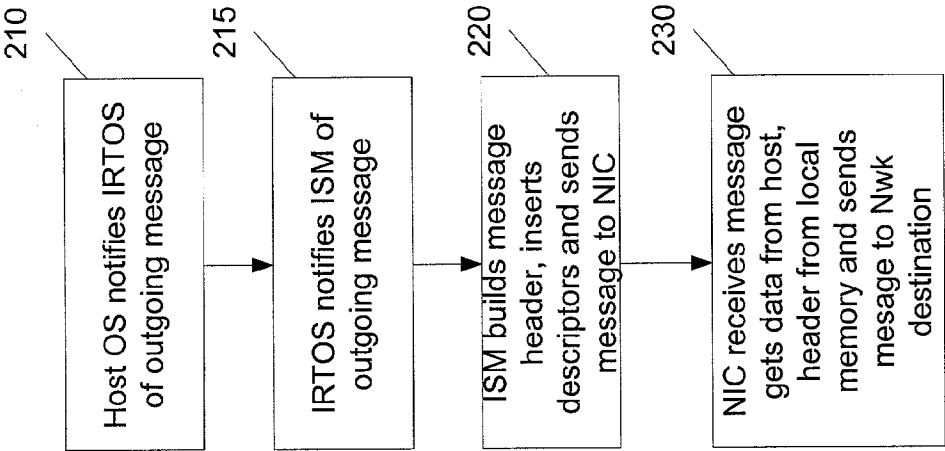 210
Host OS notifies IRTOS
of outgoing message
215
IRTOS notifies ISM of
outgoing message
220
ISM builds message
header, inserts
descriptors and sends
message to NIC
230
NIC receives message
gets data from host,
header from local
memory and sends
message to Nwk
destination